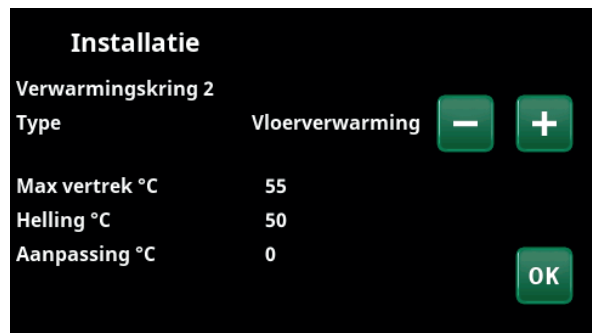 Installatie
Verwarmingskring 2
Type Vloerverwarming − +
Max vertrek °C 55
Helling °C 50
Aanpassing °C 0
OK